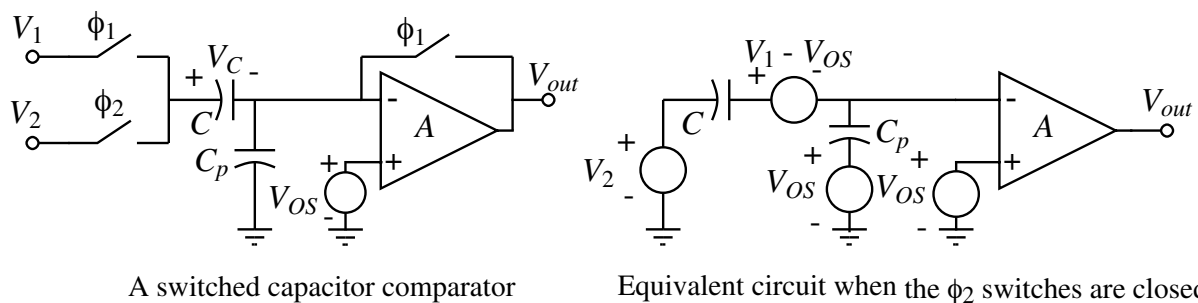 V1
ϕ1
VC
+ -
V2
ϕ2
C
Cp
ϕ1
-
A
+
Vout
+
VOS
-
A switched capacitor comparator
V1 - VOS
+ -
C
+
V2
-
Cp
+
VOS
-
+
VOS
-
-
A
+
Vout
Equivalent circuit when the ϕ2 switches are closed